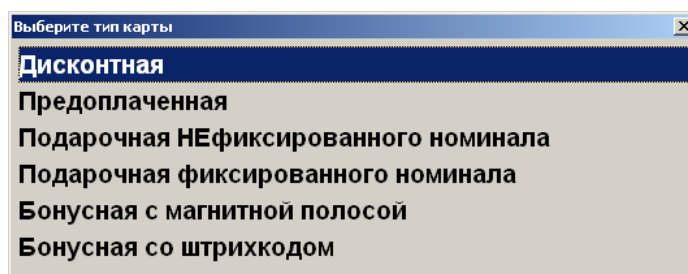 Выберите тип карты
Дисконтная
Предоплаченная
Подарочная НЕфиксированного номинала
Подарочная фиксированного номинала
Бонусная с магнитной полосой
Бонусная со штрихкодом